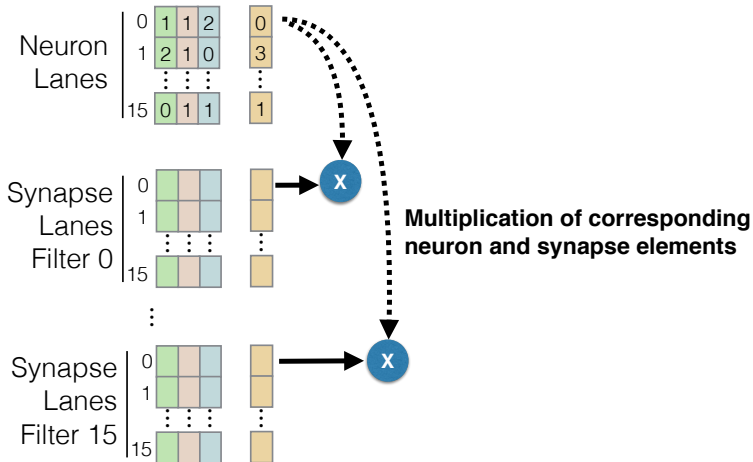 Neuron
Lanes
0 1 1 2 0
1 2 1 0 3
15 0 1 1 1
Synapse
Lanes
Filter 0
0
1
15
X
Multiplication of corresponding
neuron and synapse elements
Synapse
Lanes
Filter 15
0
1
15
X